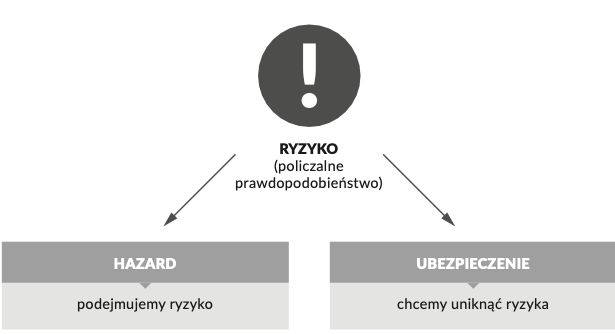 RYZYKO
(policzalne
prawdopodobieństwo)
HAZARD
podejmujemy ryzyko
UBEZPIECZENIE
chcemy uniknąć ryzyka